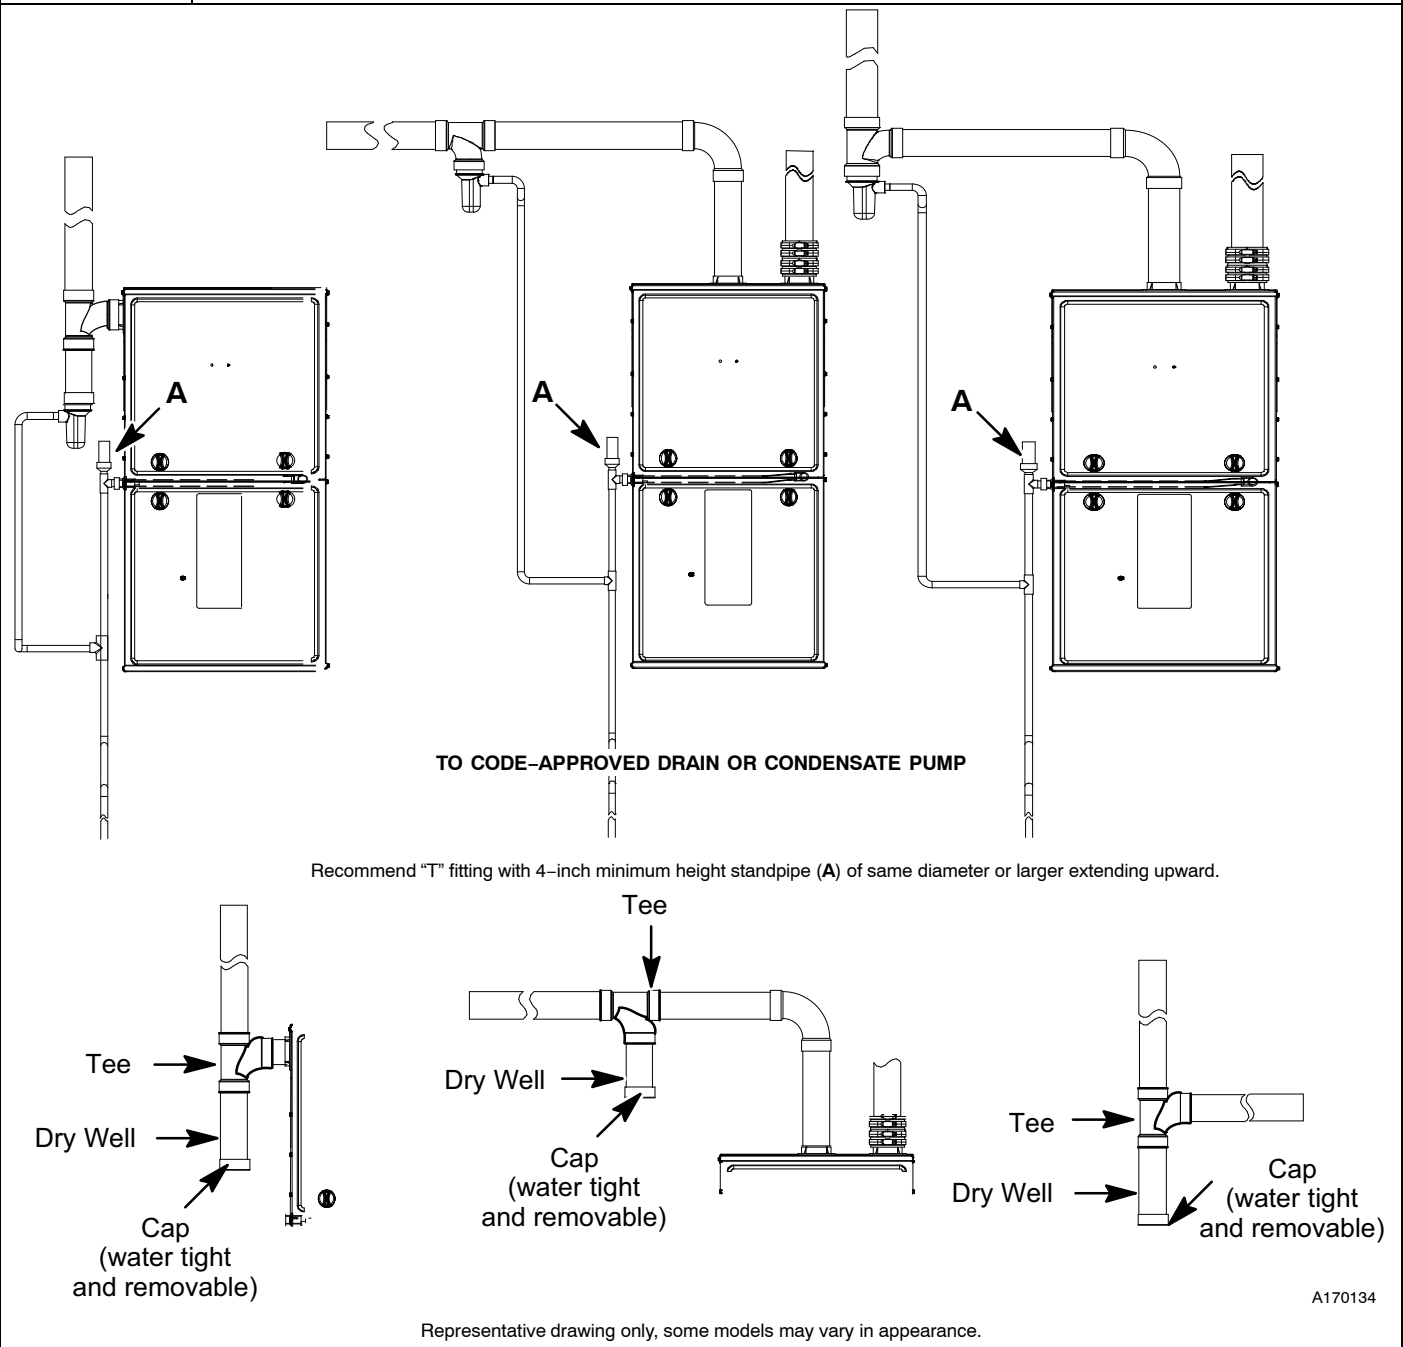 A
A
A
TO CODE–APPROVED DRAIN OR CONDENSATE PUMP
Recommend “T” fitting with 4–inch minimum height standpipe (A) of same diameter or larger extending upward.
Tee
Dry Well
Cap
(water tight
and removable)
Tee
Dry Well
Cap
(water tight
and removable)
Tee
Dry Well
Cap
(water tight
and removable)
A170134
Representative drawing only, some models may vary in appearance.